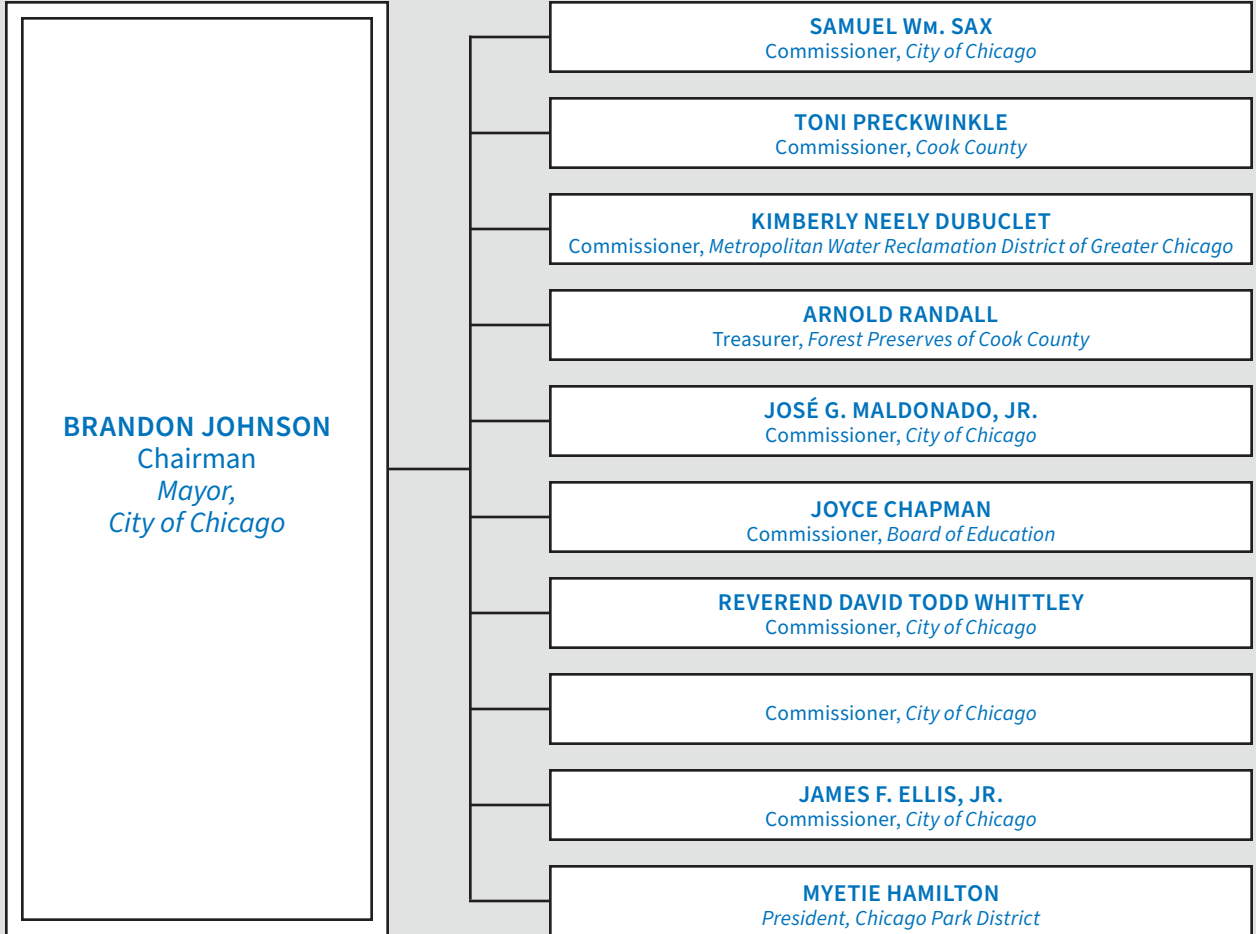 BRANDON JOHNSON
Chairman
Mayor,
City of Chicago
SAMUEL WM. SAX
Commissioner, City of Chicago
TONI PRECKWINKLE
Commissioner, Cook County
KIMBERLY NEELY DUBUCLET
Commissioner, Metropolitan Water Reclamation District of Greater Chicago
ARNOLD RANDALL
Treasurer, Forest Preserves of Cook County
JOSÉ G. MALDONADO, JR.
Commissioner, City of Chicago
JOYCE CHAPMAN
Commissioner, Board of Education
REVEREND DAVID TODD WHITTLEY
Commissioner, City of Chicago
Commissioner, City of Chicago
JAMES F. ELLIS, JR.
Commissioner, City of Chicago
MYETIE HAMILTON
President, Chicago Park District